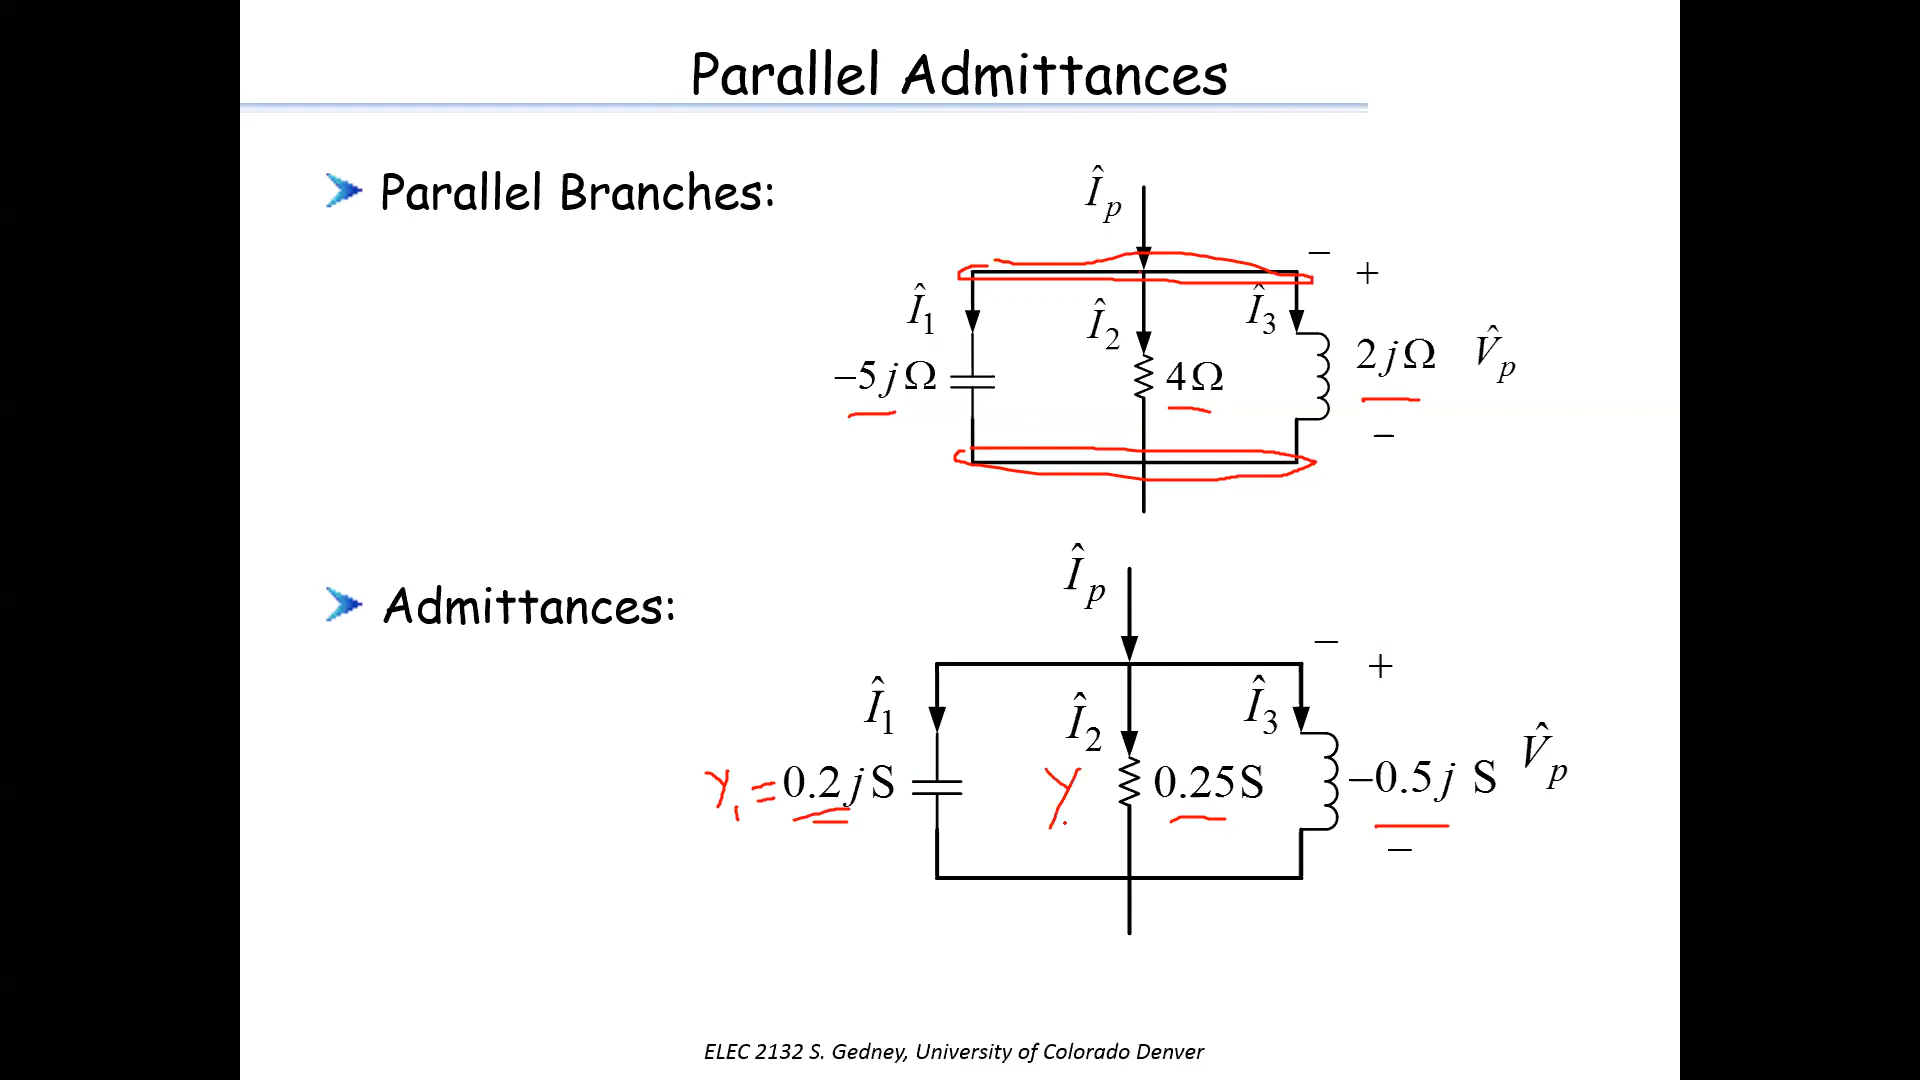 Parallel Admittances
Parallel Branches:
Î_p
−
+
Î_1
Î_2
Î_3
−5jΩ
4Ω
2jΩ
V̂_p
−
Admittances:
Î_p
−
+
Î_1
Î_2
Î_3
Y_1 = 0.2jS
Y
0.25S
−0.5j S
V̂_p
−
ELEC 2132 S. Gedney, University of Colorado Denver